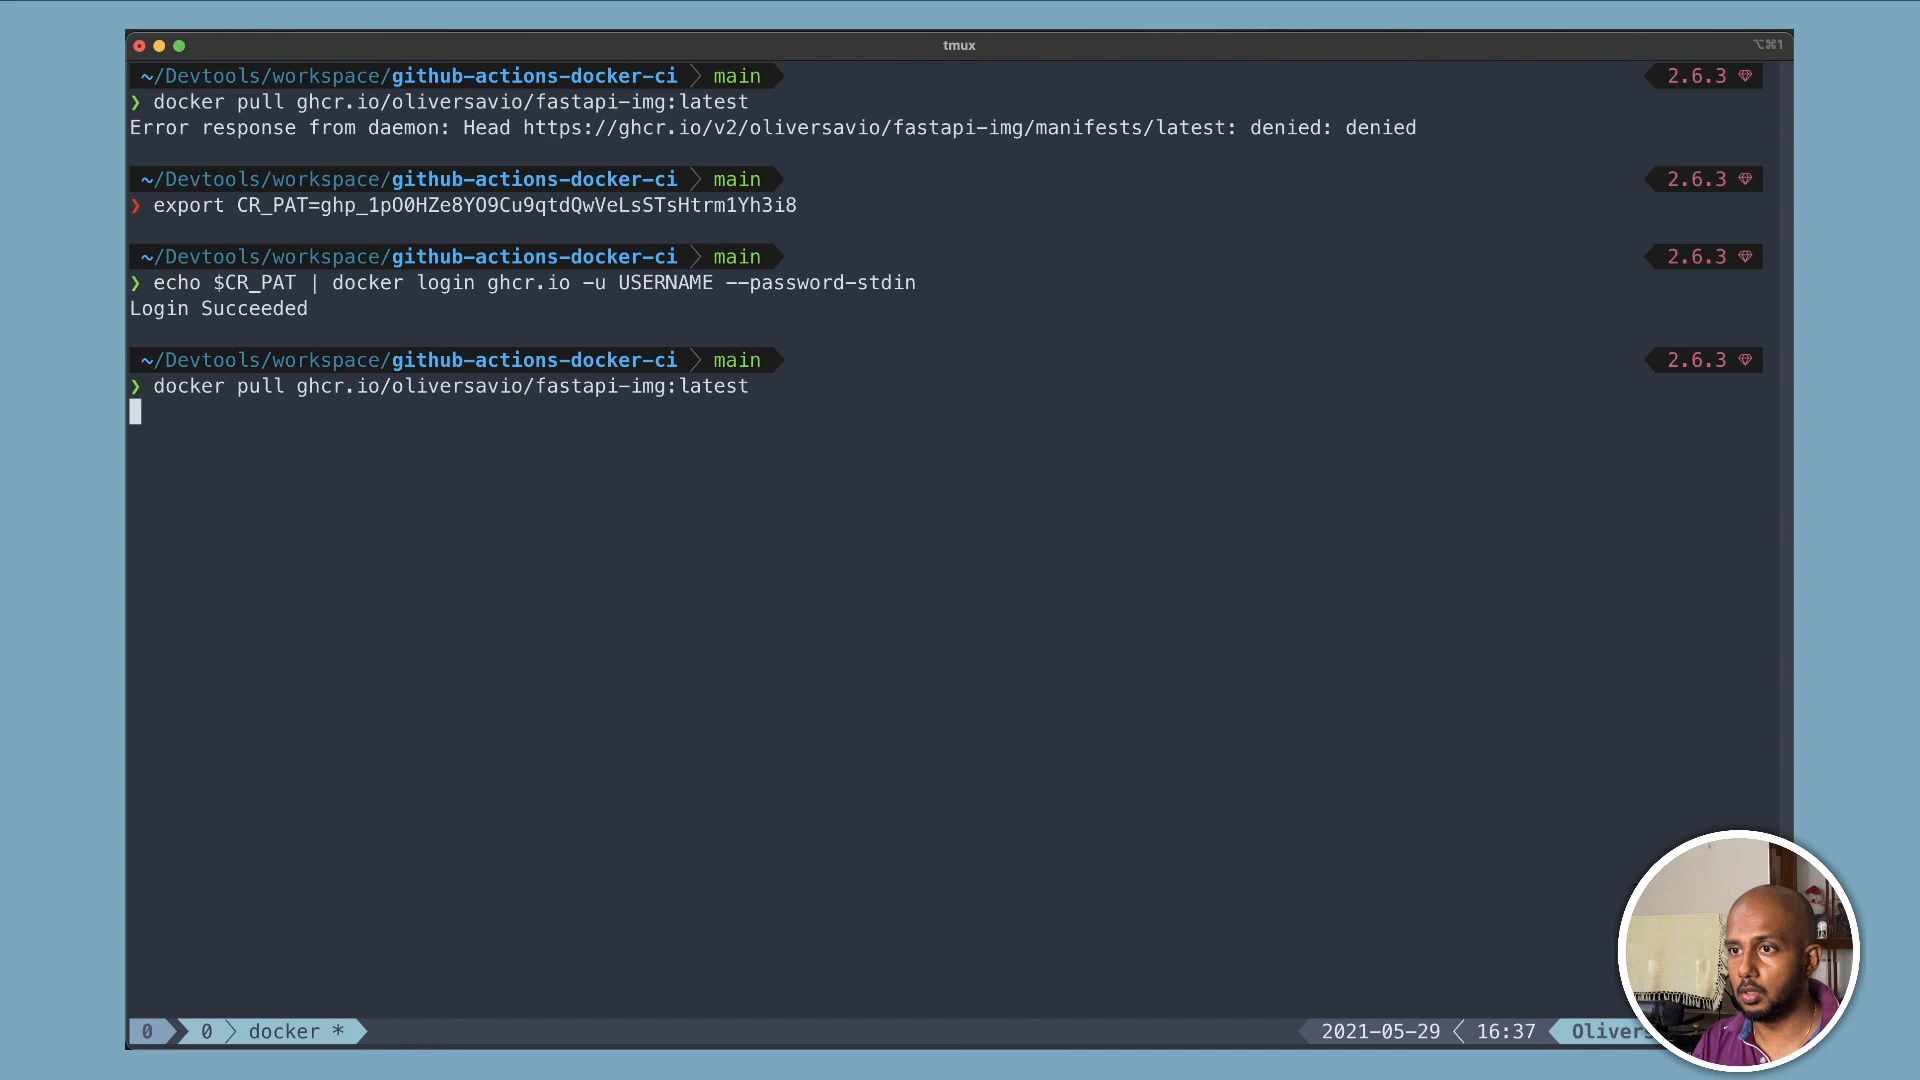 tmux
⌥⌘1
~/Devtools/workspace/github-actions-docker-ci main 2.6.3
❯ docker pull ghcr.io/oliversavio/fastapi-img:latest
Error response from daemon: Head https://ghcr.io/v2/oliversavio/fastapi-img/manifests/latest: denied: denied
~/Devtools/workspace/github-actions-docker-ci main 2.6.3
❯ export CR_PAT=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
~/Devtools/workspace/github-actions-docker-ci main 2.6.3
❯ echo $CR_PAT | docker login ghcr.io -u USERNAME --password-stdin
Login Succeeded
~/Devtools/workspace/github-actions-docker-ci main 2.6.3
❯ docker pull ghcr.io/oliversavio/fastapi-img:latest
0 0 docker * 2021-05-29 16:37